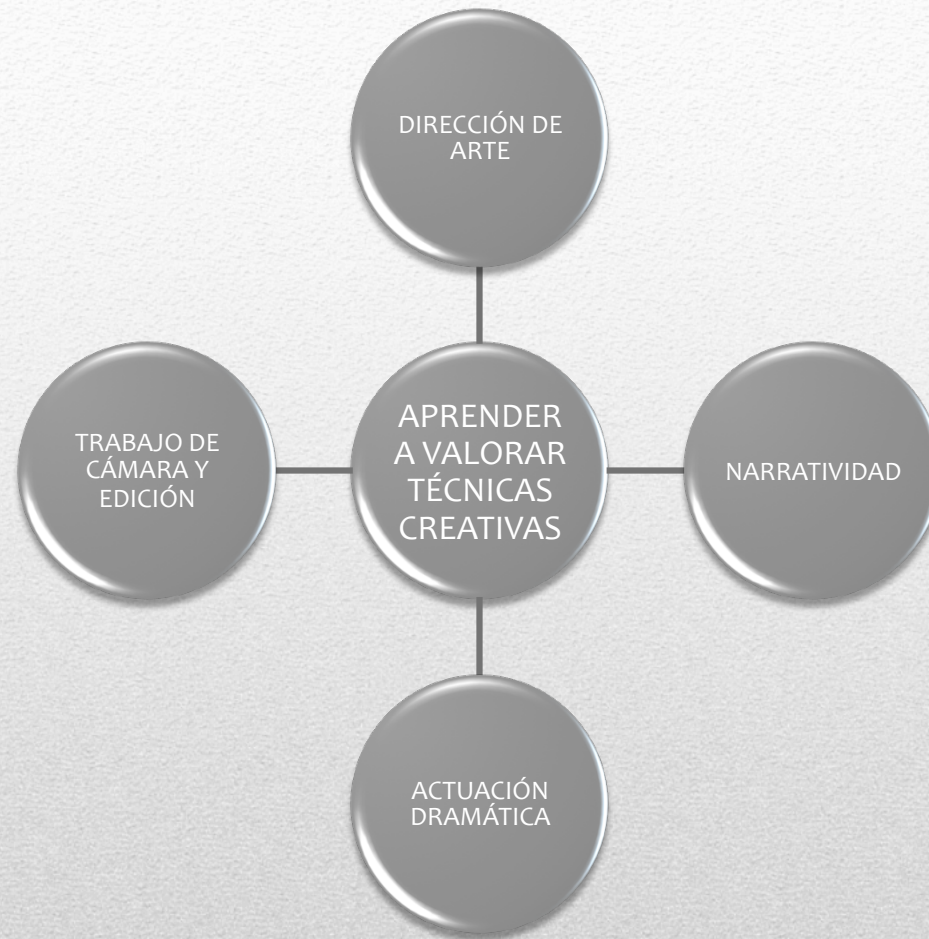 DIRECCIÓN DE
ARTE
TRABAJO DE
CÁMARA Y
EDICIÓN
APRENDER
A VALORAR
TÉCNICAS
CREATIVAS
NARRATIVIDAD
ACTUACIÓN
DRAMÁTICA